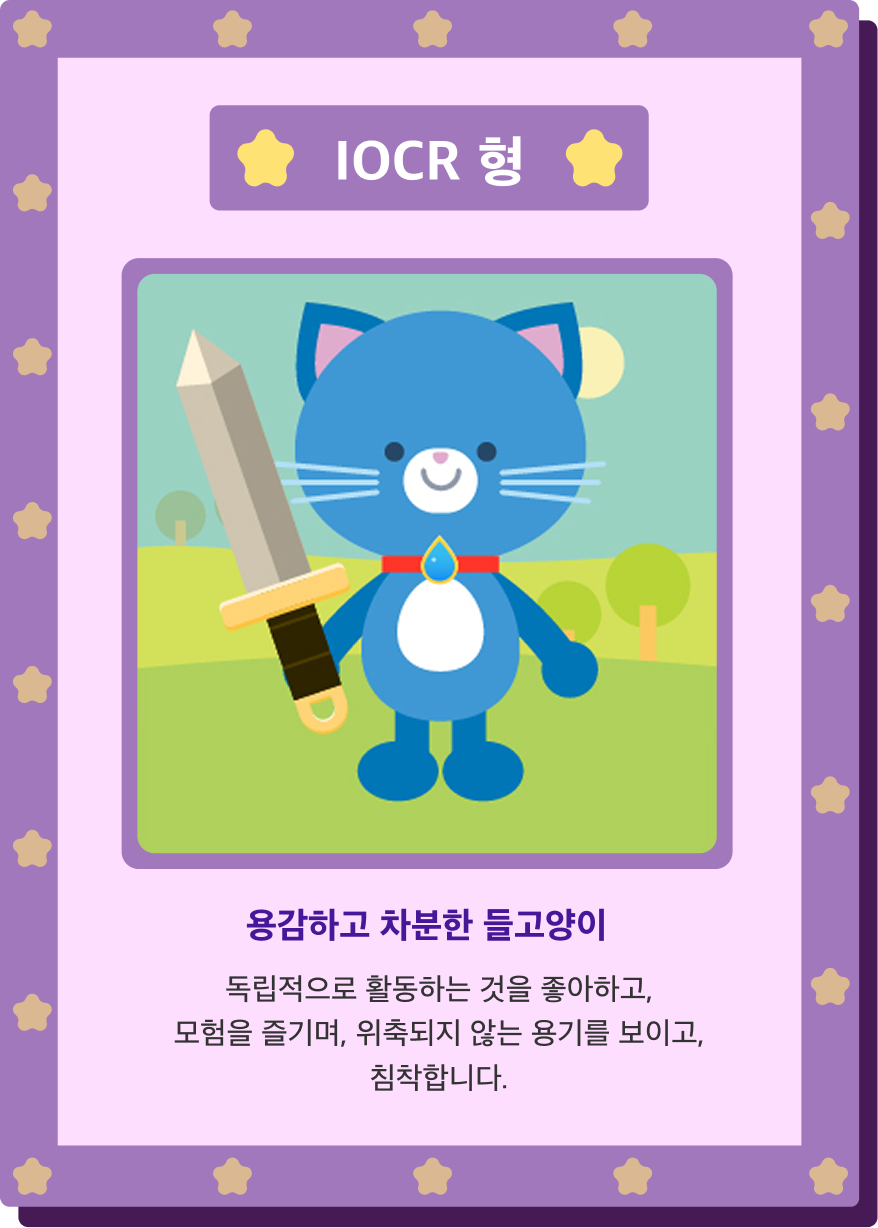 IOCR 형
용감하고 차분한 들고양이
독립적으로 활동하는 것을 좋아하고,
모험을 즐기며, 위축되지 않는 용기를 보이고,
침착합니다.